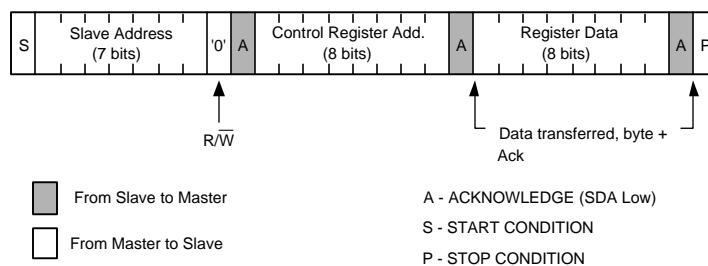 S Slave Address (7 bits) '0' A Control Register Add. (8 bits) A Register Data (8 bits) A P
R/W̅
Data transferred, byte + Ack
From Slave to Master
From Master to Slave
A - ACKNOWLEDGE (SDA Low)
S - START CONDITION
P - STOP CONDITION